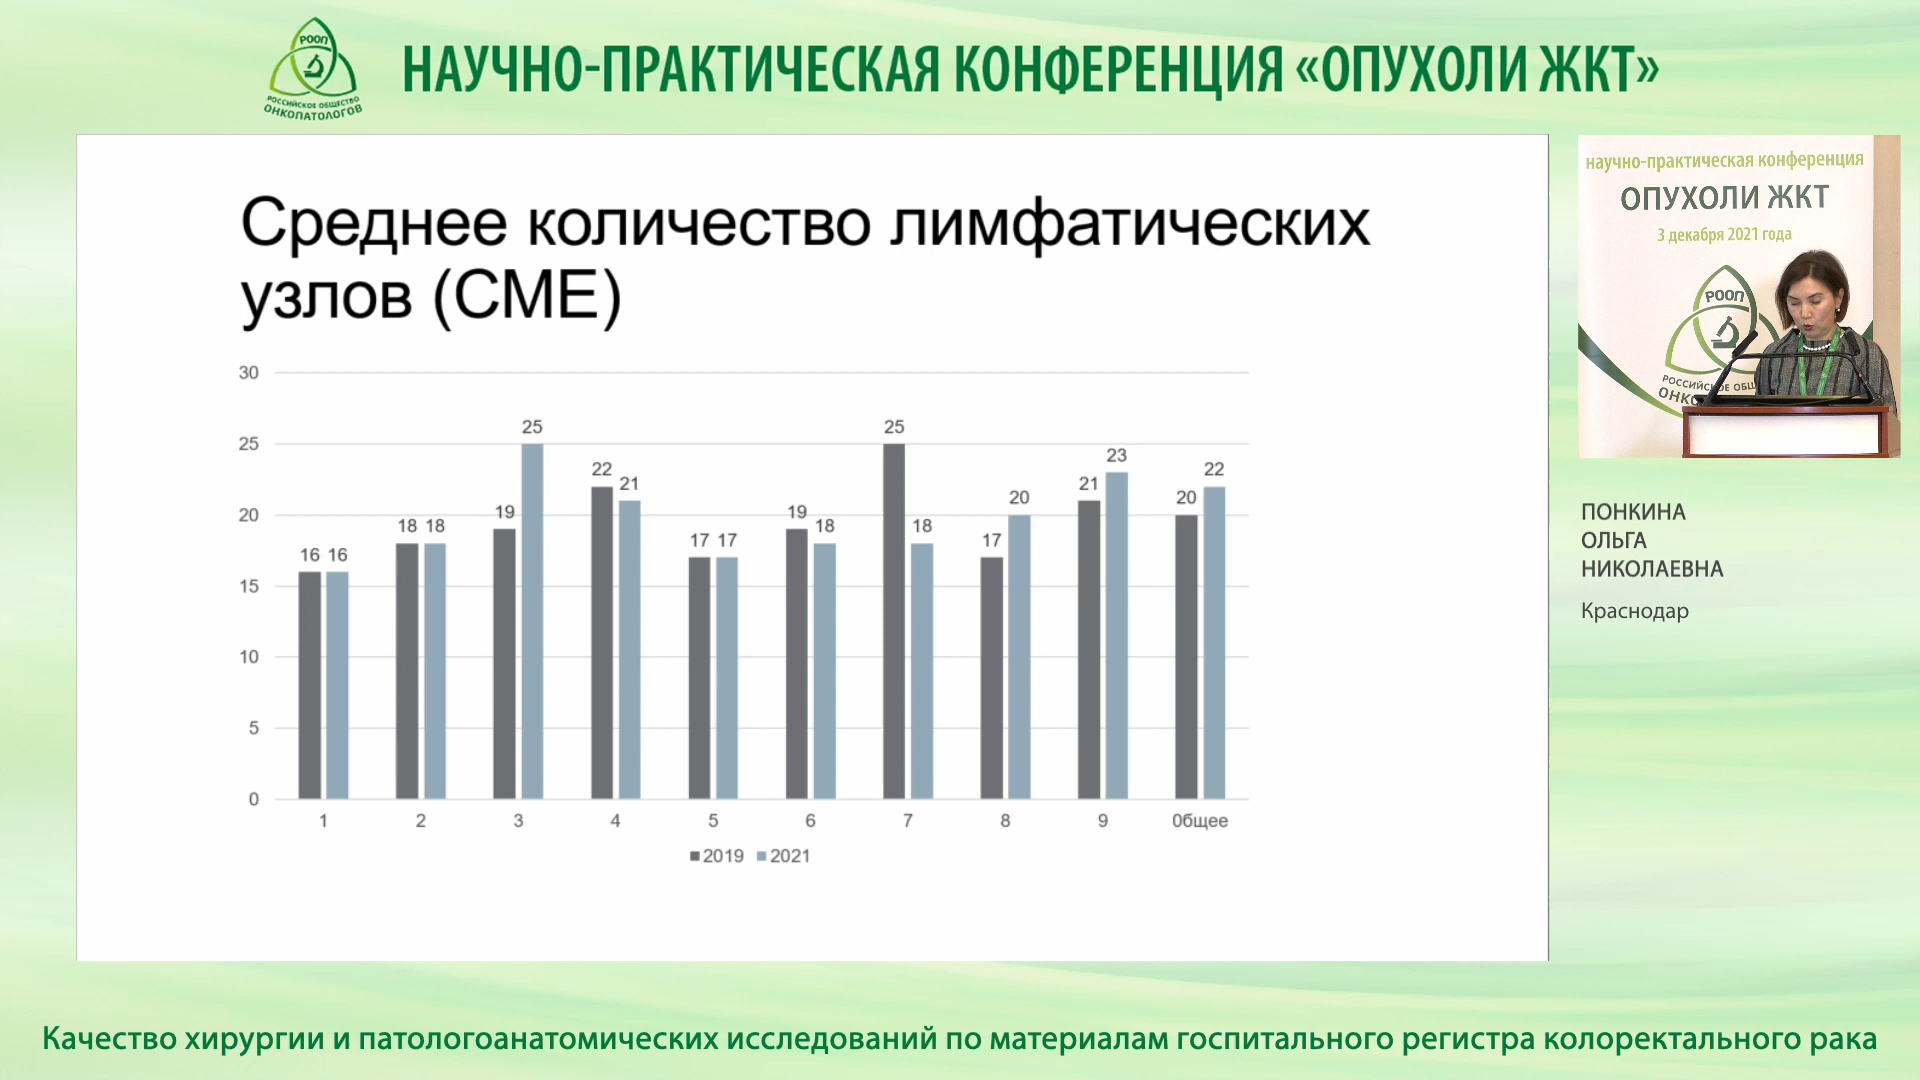 РООП
РОССИЙСКОЕ ОБЩЕСТВО
ОНКОПАТОЛОГОВ
НАУЧНО-ПРАКТИЧЕСКАЯ КОНФЕРЕНЦИЯ «ОПУХОЛИ ЖКТ»
Среднее количество лимфатических
узлов (CME)
30
25
20
15
10
5
0
16 16
18 18
19 25
22 21
17 17
19 18
25 18
17 20
21 23
20 22
1 2 3 4 5 6 7 8 9 Общее
2019 2021
научно-практическая конференция
ОПУХОЛИ ЖКТ
3 декабря 2021 года
РООП
ПОНКИНА
ОЛЬГА
НИКОЛАЕВНА
Краснодар
Качество хирургии и патологоанатомических исследований по материалам госпитального регистра колоректального рака